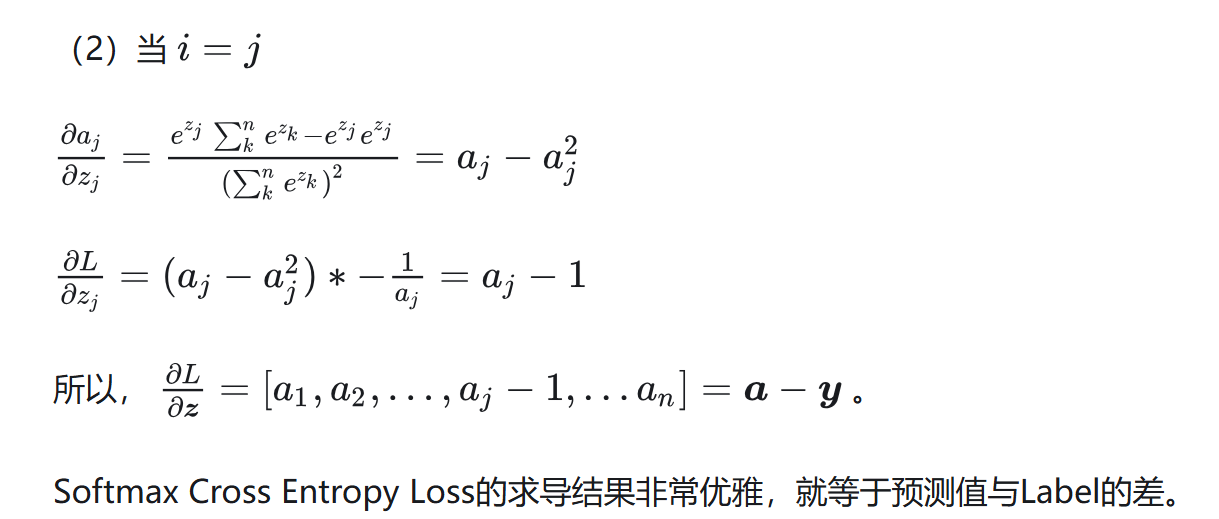 （2）当 $i = j$
$\frac{\partial a_j}{\partial z_j} = \frac{e^{z_j} \sum_k^n e^{z_k} - e^{z_j} e^{z_j}}{(\sum_k^n e^{z_k})^2} = a_j - a_j^2$
$\frac{\partial L}{\partial z_j} = (a_j - a_j^2) * -\frac{1}{a_j} = a_j - 1$
所以， $\frac{\partial L}{\partial \boldsymbol{z}} = [a_1, a_2, \ldots, a_j - 1, \ldots a_n] = \boldsymbol{a} - \boldsymbol{y}$ 。
Softmax Cross Entropy Loss的求导结果非常优雅，就等于预测值与Label的差。